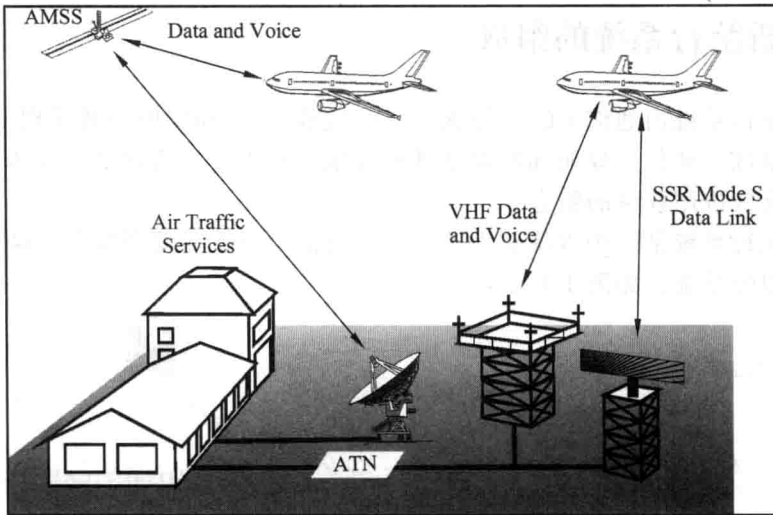 AMSS
Data and Voice
Air Traffic
Services
VHF Data
and Voice
SSR Mode S
Data Link
ATN